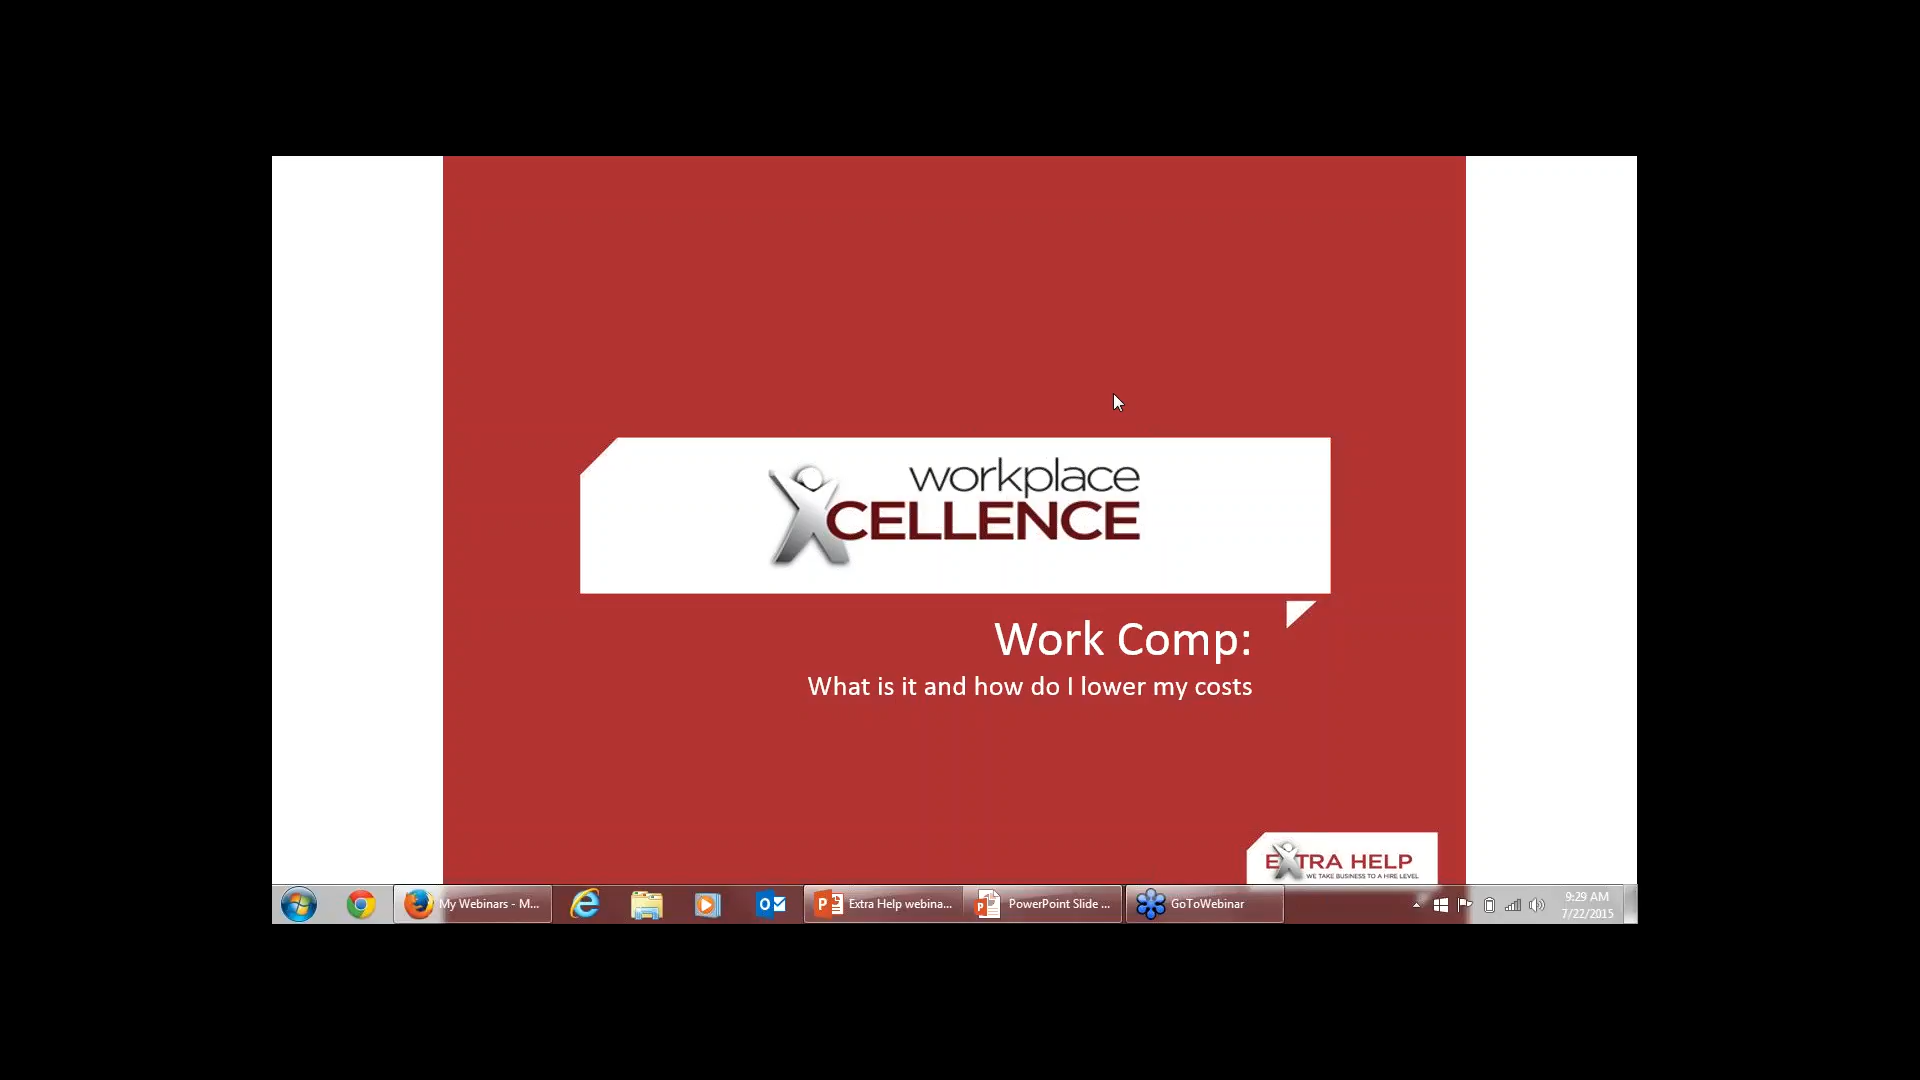 workplace
XCELLENCE
Work Comp:
What is it and how do I lower my costs
EXTRA HELP
WE TAKE BUSINESS TO A HIRE LEVEL
My Webinars - M...
Extra Help webina...
PowerPoint Slide ...
GoToWebinar
9:29 AM
7/22/2015